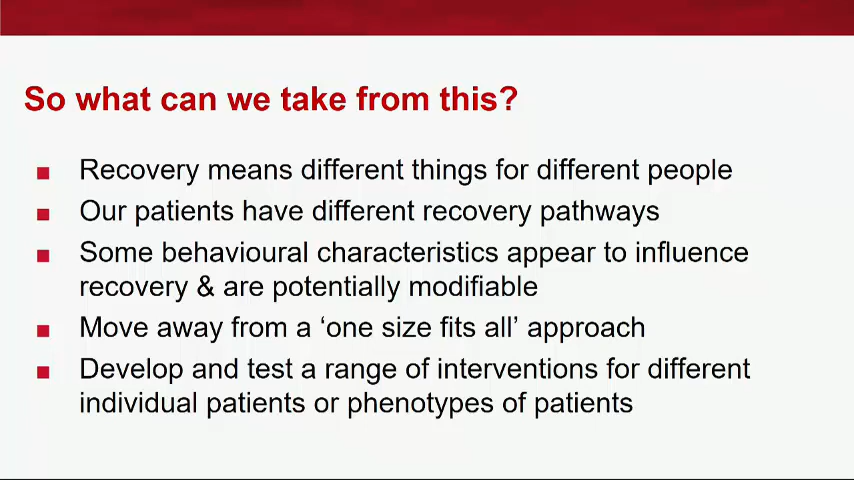 So what can we take from this?
Recovery means different things for different people
Our patients have different recovery pathways
Some behavioural characteristics appear to influence
recovery & are potentially modifiable
Move away from a ‘one size fits all’ approach
Develop and test a range of interventions for different
individual patients or phenotypes of patients